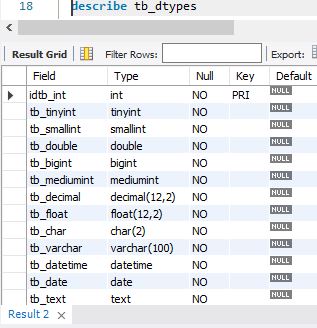 18 describe tb_dtypes
Result Grid Filter Rows: Export:
Field Type Null Key Default
idtb_int int NO PRI NULL
tb_tinyint tinyint NO NULL
tb_smallint smallint NO NULL
tb_double double NO NULL
tb_bigint bigint NO NULL
tb_mediumint mediumint NO NULL
tb_decimal decimal(12,2) NO NULL
tb_float float(12,2) NO NULL
tb_char char(2) NO NULL
tb_varchar varchar(100) NO NULL
tb_datetime datetime NO NULL
tb_date date NO NULL
tb_text text NO NULL
Result 2 ×